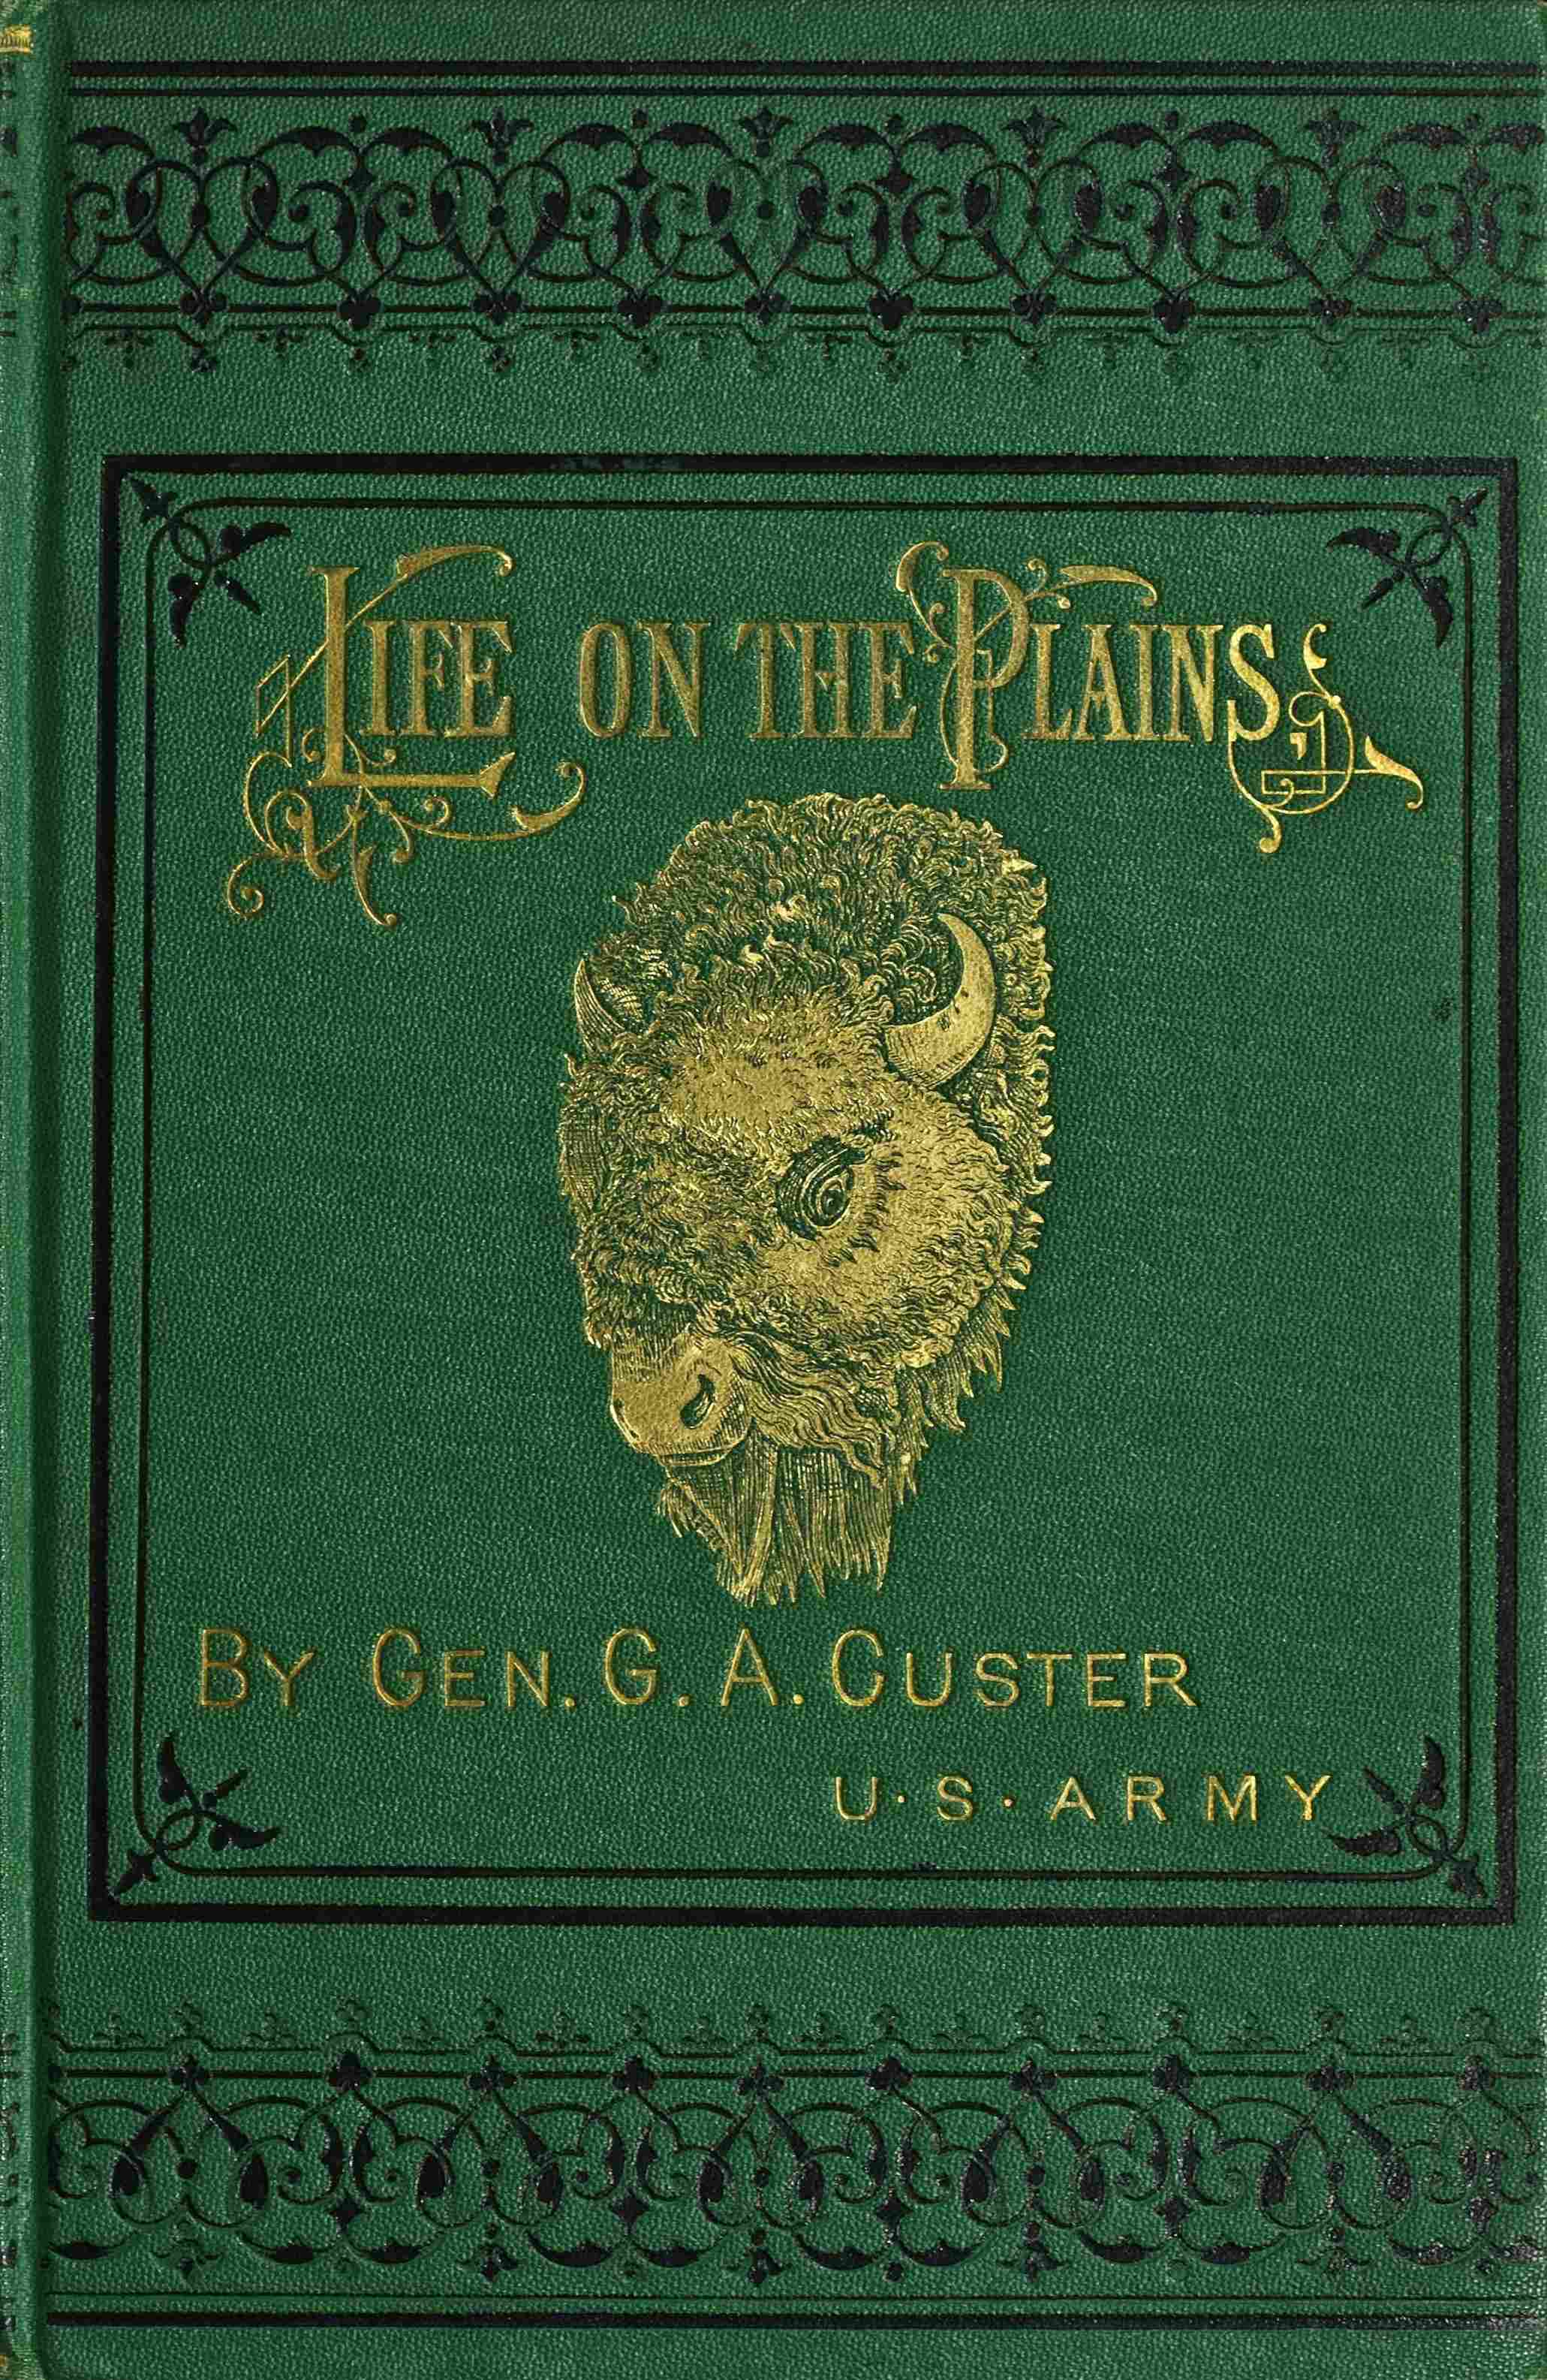 LIFE ON THE PLAINS
BY GEN. G. A. CUSTER
U. S. ARMY